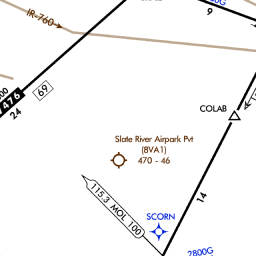 9
IR-760
69
476
24
COLAB
Slate River Airpark Pvt
(8VA1)
470 - 46
115.3 MOL 100
14
SCORN
2800G